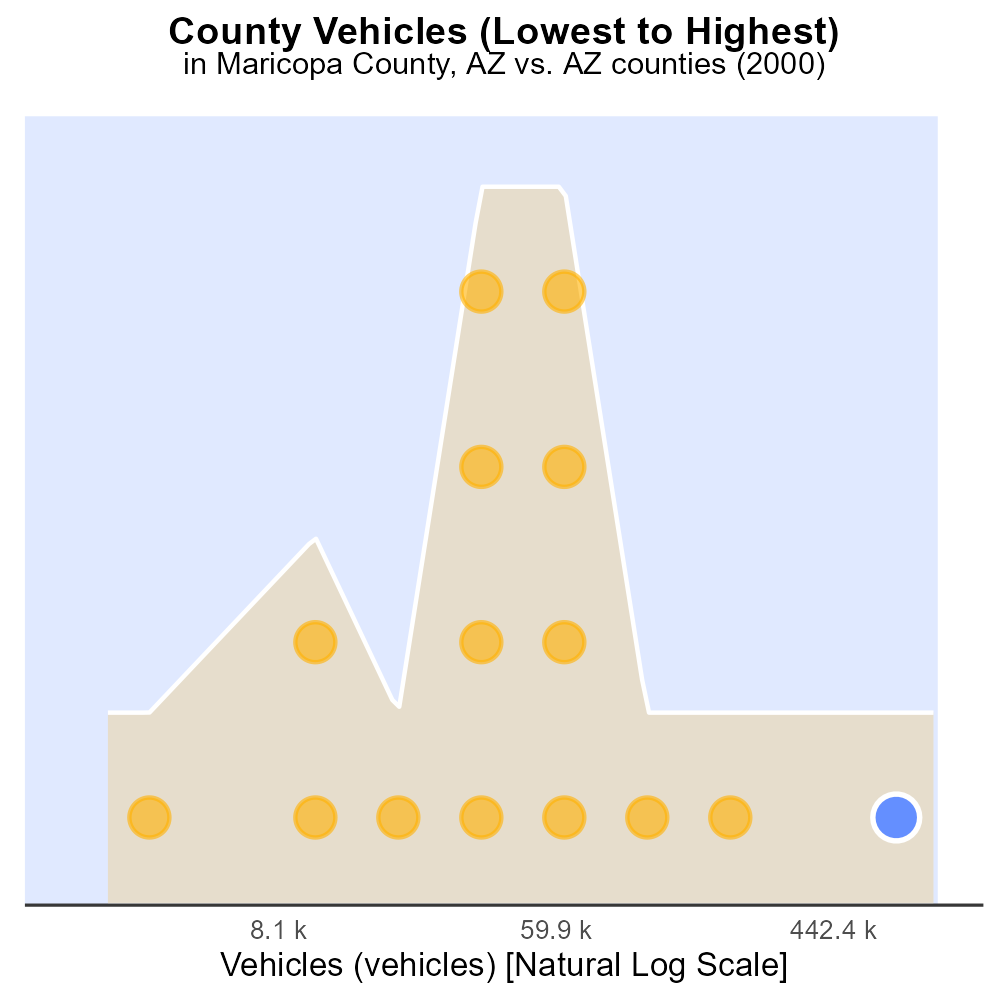 County Vehicles (Lowest to Highest)
in Maricopa County, AZ vs. AZ counties (2000)
8.1 k 59.9 k 442.4 k
Vehicles (vehicles) [Natural Log Scale]